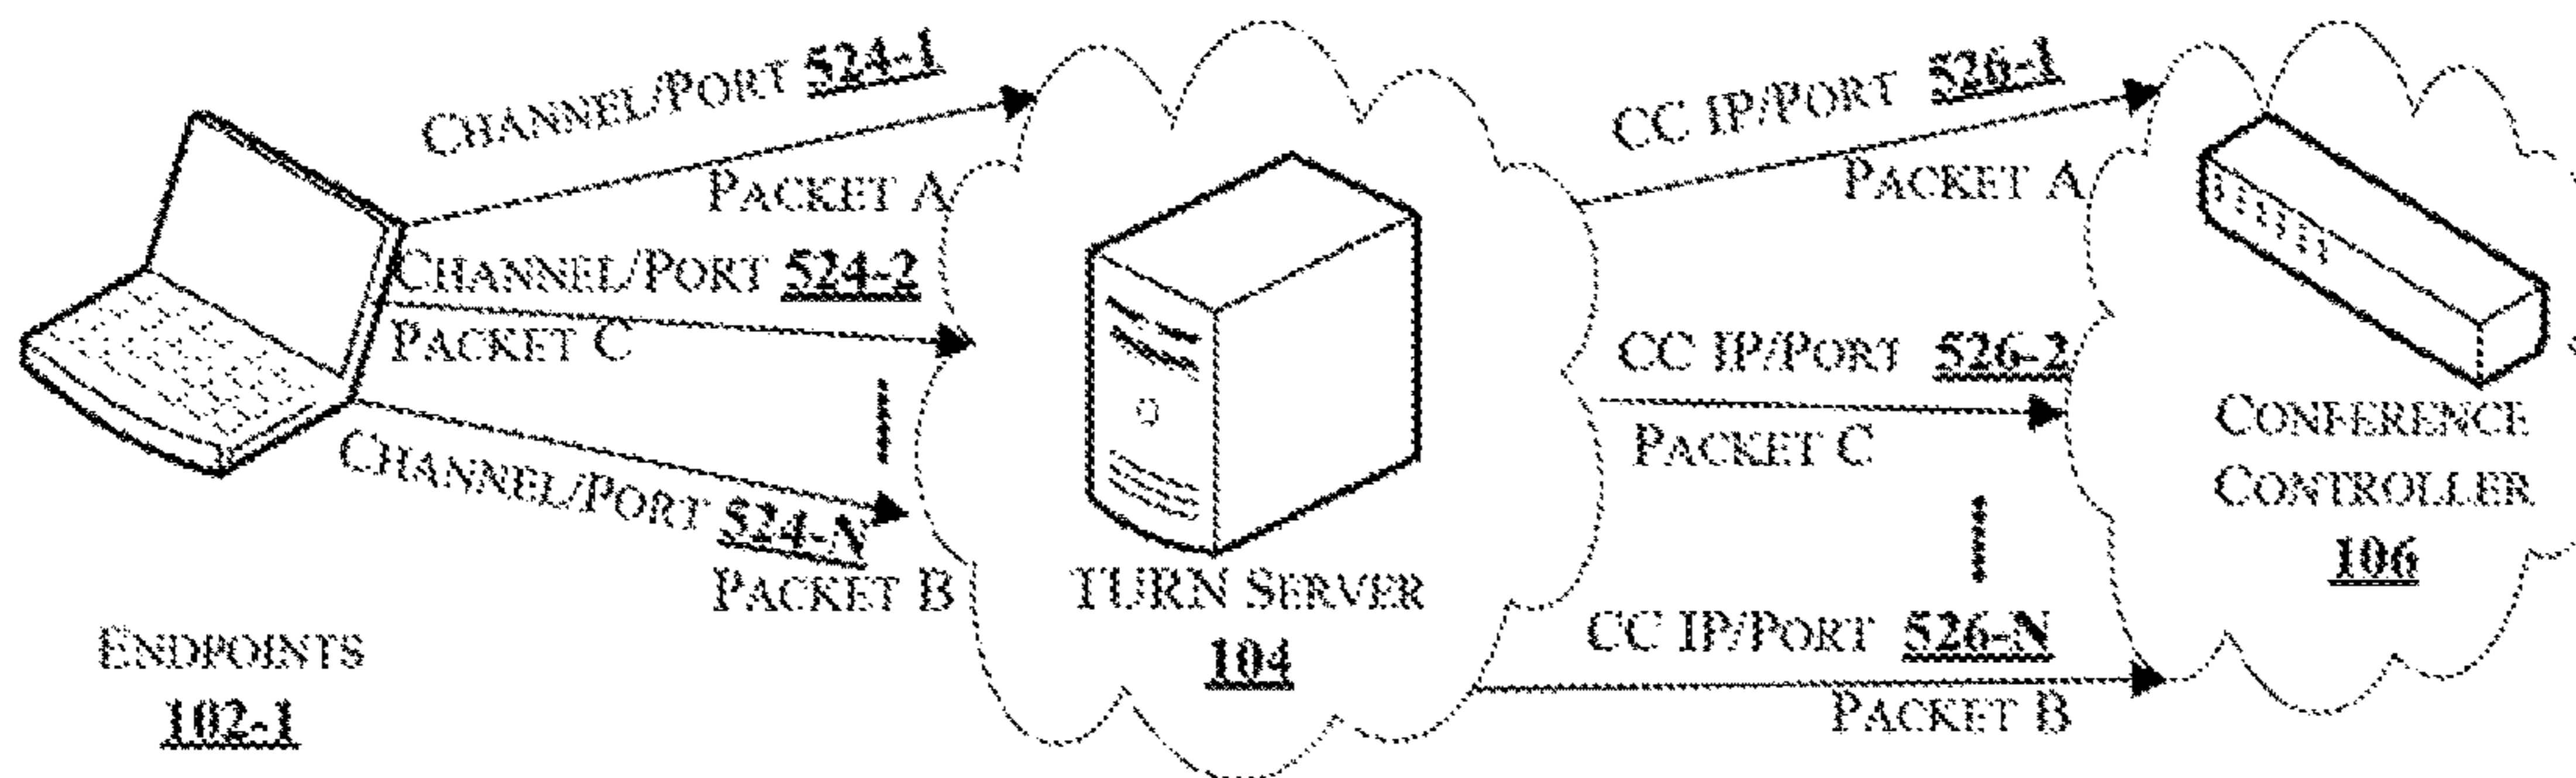 CHANNEL/PORT 524-1
PACKET A
CHANNEL/PORT 524-2
PACKET C
CHANNEL/PORT 524-N
PACKET B
ENDPOINTS
102-1
TURN SERVER
104
CC IP/PORT 526-1
PACKET A
CC IP/PORT 526-2
PACKET C
CC IP/PORT 526-N
PACKET B
CONFERENCE
CONTROLLER
106